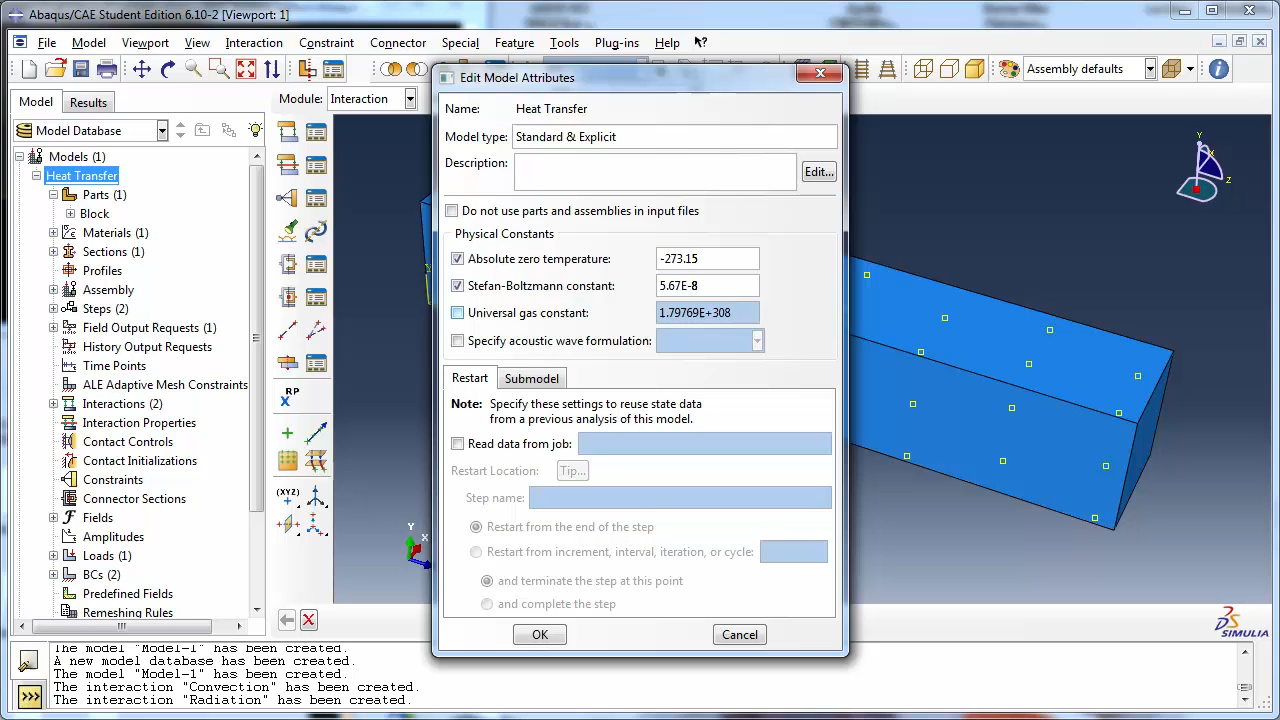 Abaqus/CAE Student Edition 6.10-2 [Viewport: 1]
File Model Viewport View Interaction Constraint Connector Special Feature Tools Plug-ins Help
Assembly defaults
Model Results
Module: Interaction
Model Database
Models (1)
Heat Transfer
Parts (1)
Block
Materials (1)
Sections (1)
Profiles
Assembly
Steps (2)
Field Output Requests (1)
History Output Requests
Time Points
ALE Adaptive Mesh Constraints
Interactions (2)
Interaction Properties
Contact Controls
Contact Initializations
Constraints
Connector Sections
Fields
Amplitudes
Loads (1)
BCs (2)
Predefined Fields
Remeshing Rules
RP
(XYZ)
Edit Model Attributes
Name: Heat Transfer
Model type: Standard & Explicit
Description:
Edit...
Do not use parts and assemblies in input files
Physical Constants
Absolute zero temperature: -273.15
Stefan-Boltzmann constant: 5.67E-8
Universal gas constant: 1.79769E+308
Specify acoustic wave formulation:
Restart Submodel
Note: Specify these settings to reuse state data
from a previous analysis of this model.
Read data from job:
Restart Location: Tip...
Step name:
Restart from the end of the step
Restart from increment, interval, iteration, or cycle:
and terminate the step at this point
and complete the step
OK Cancel
Y
X
Z
Y
X
SIMULIA
The model "Model-1" has been created.
A new model database has been created.
The model "Model-1" has been created.
The interaction "Convection" has been created.
The interaction "Radiation" has been created.
>>>